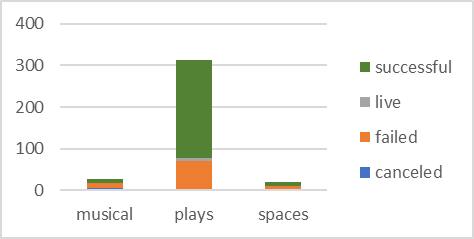 400
300
200
100
0
musical plays spaces
successful
live
failed
canceled